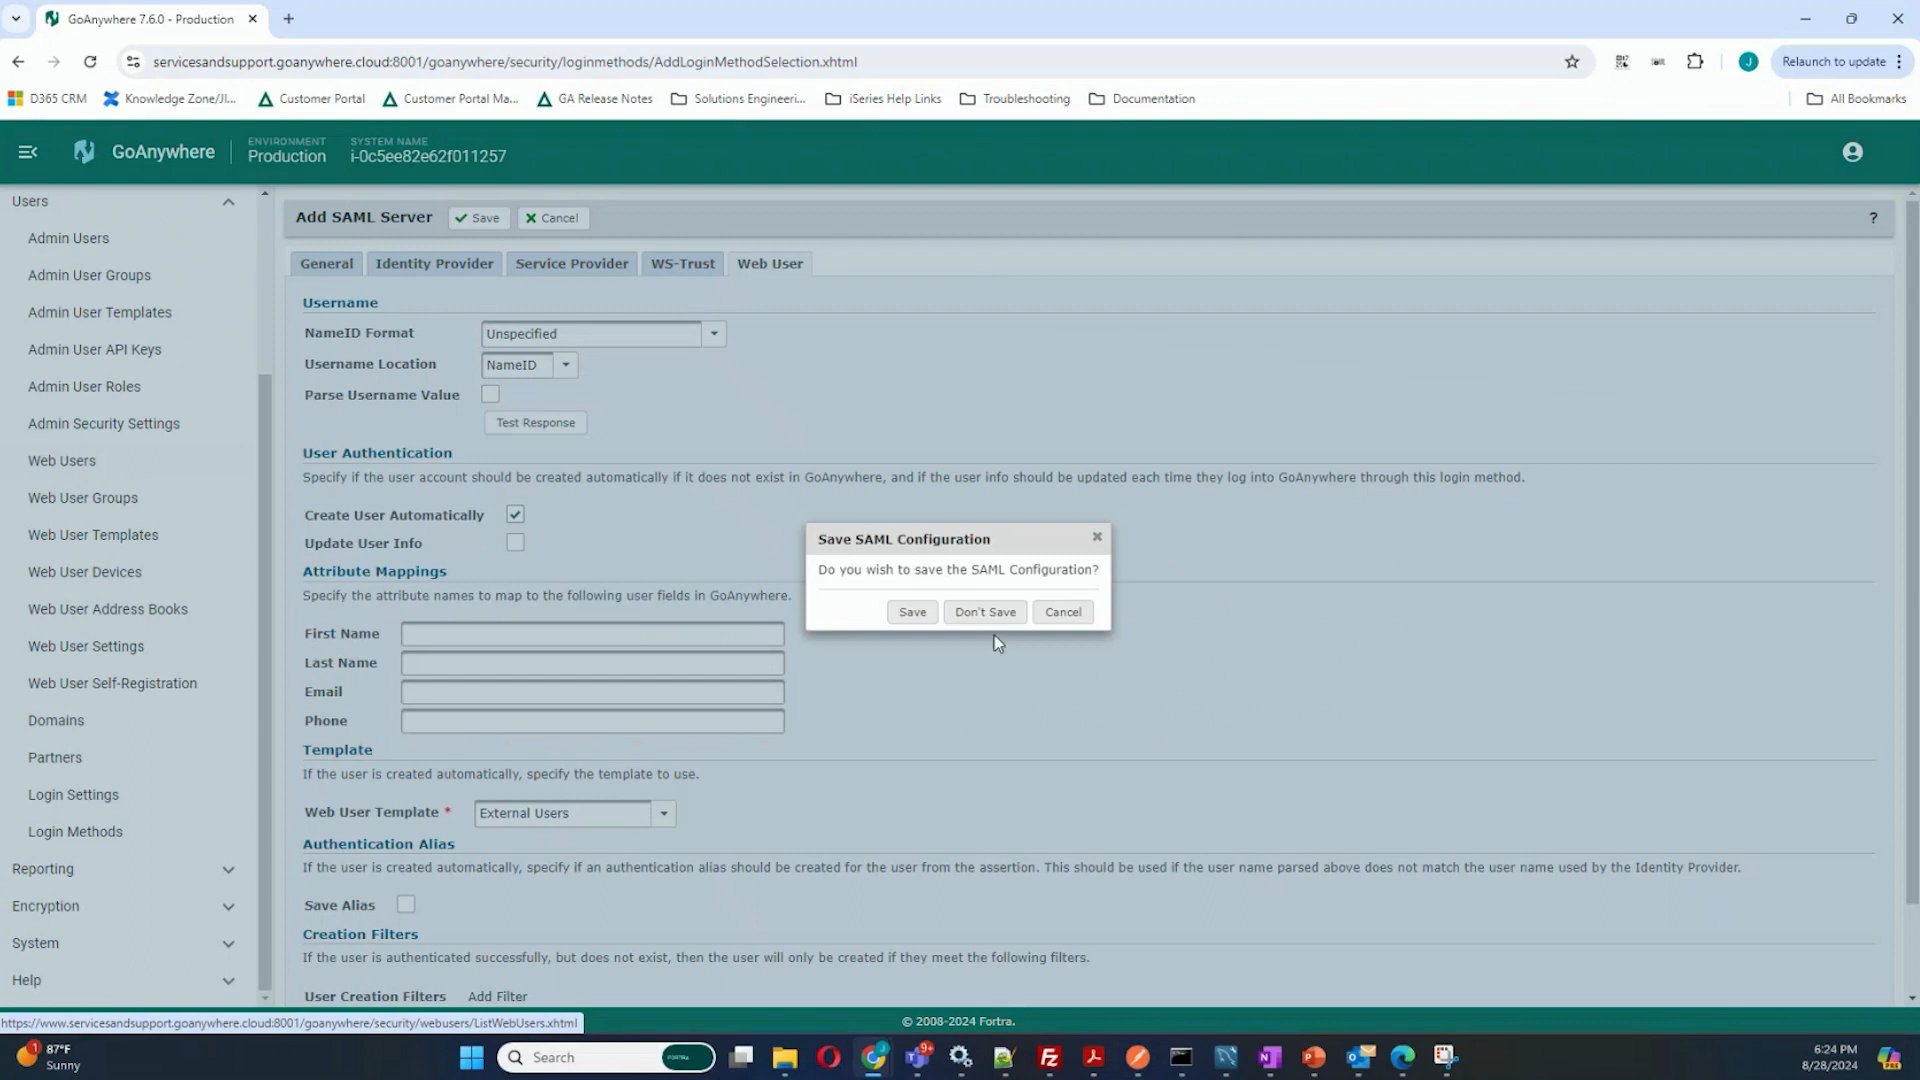 GoAnywhere 7.6.0 - Production
servicesandsupport.goanywhere.cloud:8001/goanywhere/security/loginmethods/AddLoginMethodSelection.xhtml
J
Relaunch to update
D365 CRM
Knowledge Zone/JI...
Customer Portal
Customer Portal Ma...
GA Release Notes
Solutions Engineeri...
iSeries Help Links
Troubleshooting
Documentation
All Bookmarks
GoAnywhere
ENVIRONMENT
Production
SYSTEM NAME
i-0c5ee82e62f011257
Users
Admin Users
Admin User Groups
Admin User Templates
Admin User API Keys
Admin User Roles
Admin Security Settings
Web Users
Web User Groups
Web User Templates
Web User Devices
Web User Address Books
Web User Settings
Web User Self-Registration
Domains
Partners
Login Settings
Login Methods
Reporting
Encryption
System
Help
Add SAML Server
Save
Cancel
?
General
Identity Provider
Service Provider
WS-Trust
Web User
Username
NameID Format
Unspecified
Username Location
NameID
Parse Username Value
Test Response
User Authentication
Specify if the user account should be created automatically if it does not exist in GoAnywhere, and if the user info should be updated each time they log into GoAnywhere through this login method.
Create User Automatically
Update User Info
Attribute Mappings
Specify the attribute names to map to the following user fields in GoAnywhere.
First Name
Last Name
Email
Phone
Template
If the user is created automatically, specify the template to use.
Web User Template *
External Users
Authentication Alias
If the user is created automatically, specify if an authentication alias should be created for the user from the assertion. This should be used if the user name parsed above does not match the user name used by the Identity Provider.
Save Alias
Creation Filters
If the user is authenticated successfully, but does not exist, then the user will only be created if they meet the following filters.
User Creation Filters
Add Filter
Save SAML Configuration
Do you wish to save the SAML Configuration?
Save
Don't Save
Cancel
https://www.servicesandsupport.goanywhere.cloud:8001/goanywhere/security/webusers/ListWebUsers.xhtml
© 2008-2024 Fortra.
1
87°F
Sunny
Search
FORTRA
9+
6:24 PM
8/28/2024